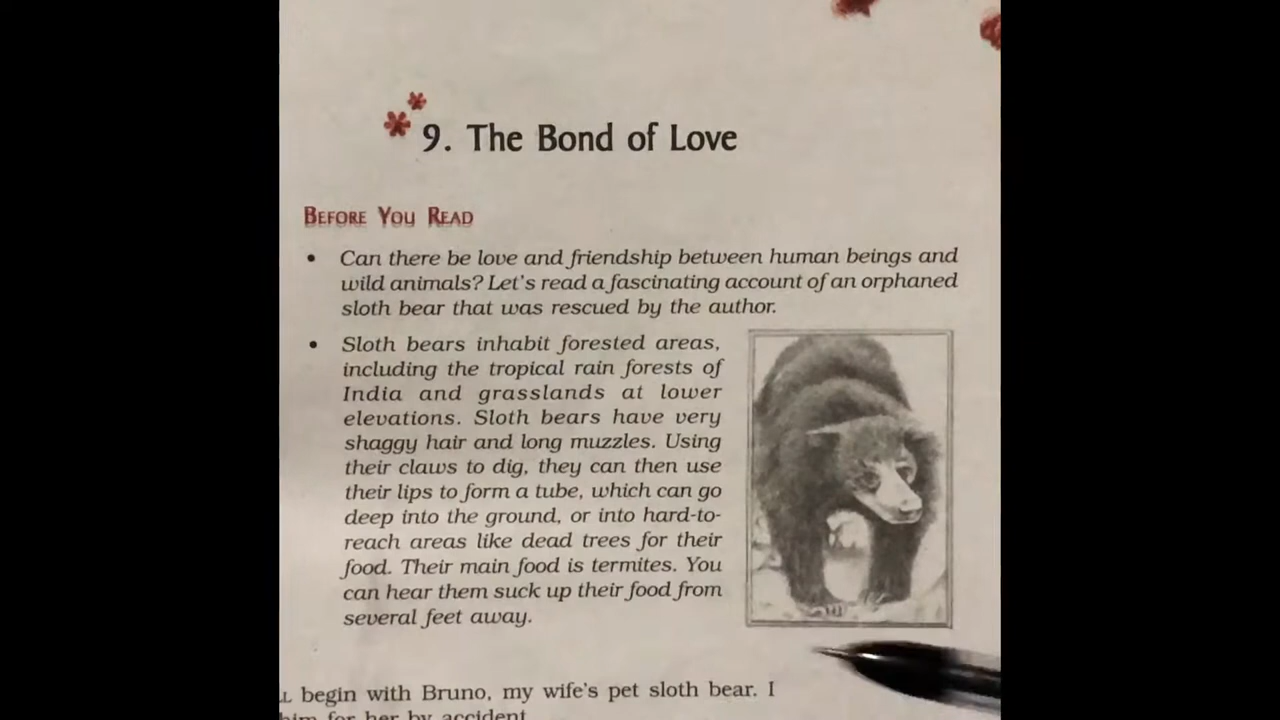 9. The Bond of Love
BEFORE YOU READ
• Can there be love and friendship between human beings and
wild animals? Let's read a fascinating account of an orphaned
sloth bear that was rescued by the author.
• Sloth bears inhabit forested areas,
including the tropical rain forests of
India and grasslands at lower
elevations. Sloth bears have very
shaggy hair and long muzzles. Using
their claws to dig, they can then use
their lips to form a tube, which can go
deep into the ground, or into hard-to-
reach areas like dead trees for their
food. Their main food is termites. You
can hear them suck up their food from
several feet away.
begin with Bruno, my wife's pet sloth bear. I
him for her by accident